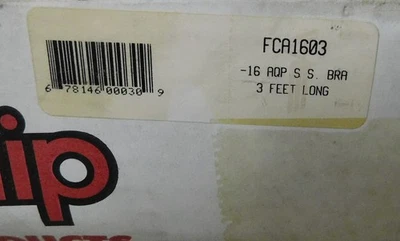 FCA1603
-16 AQP S S. BRA
3 FEET LONG
6 78146 00030 9
ip